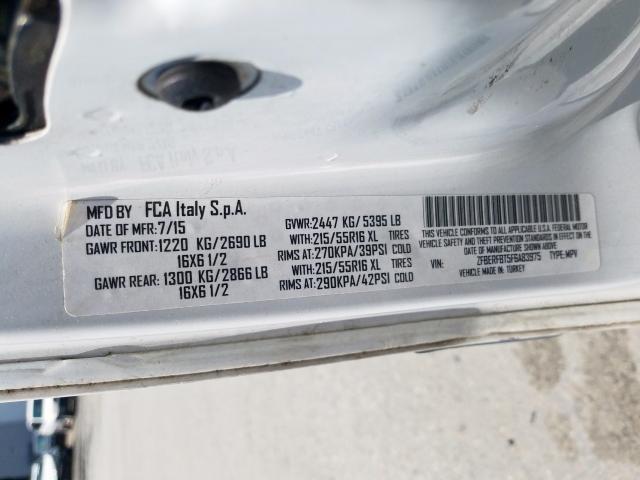 MFD BY FCA Italy S.p.A.
DATE OF MFR:7/15
GAWR FRONT:1220 KG/2690 LB
16X6 1/2
GAWR REAR: 1300 KG/2866 LB
16X6 1/2
GVWR:2447 KG/ 5395 LB
WITH:215/55R16 XL TIRES
RIMS AT:270KPA/39PSI COLD
WITH:215/55R16 XL TIRES
RIMS AT:290KPA/42PSI COLD
THIS VEHICLE CONFORMS TO ALL APPLICABLE U.S.A. FEDERAL MOTOR
VEHICLE SAFETY STANDARDS IN EFFECT ON THE
DATE OF MANUFACTURE SHOWN ABOVE.
VIN: ZFBERFBT5F6A83975 TYPE:MPV
MADE IN: TURKEY